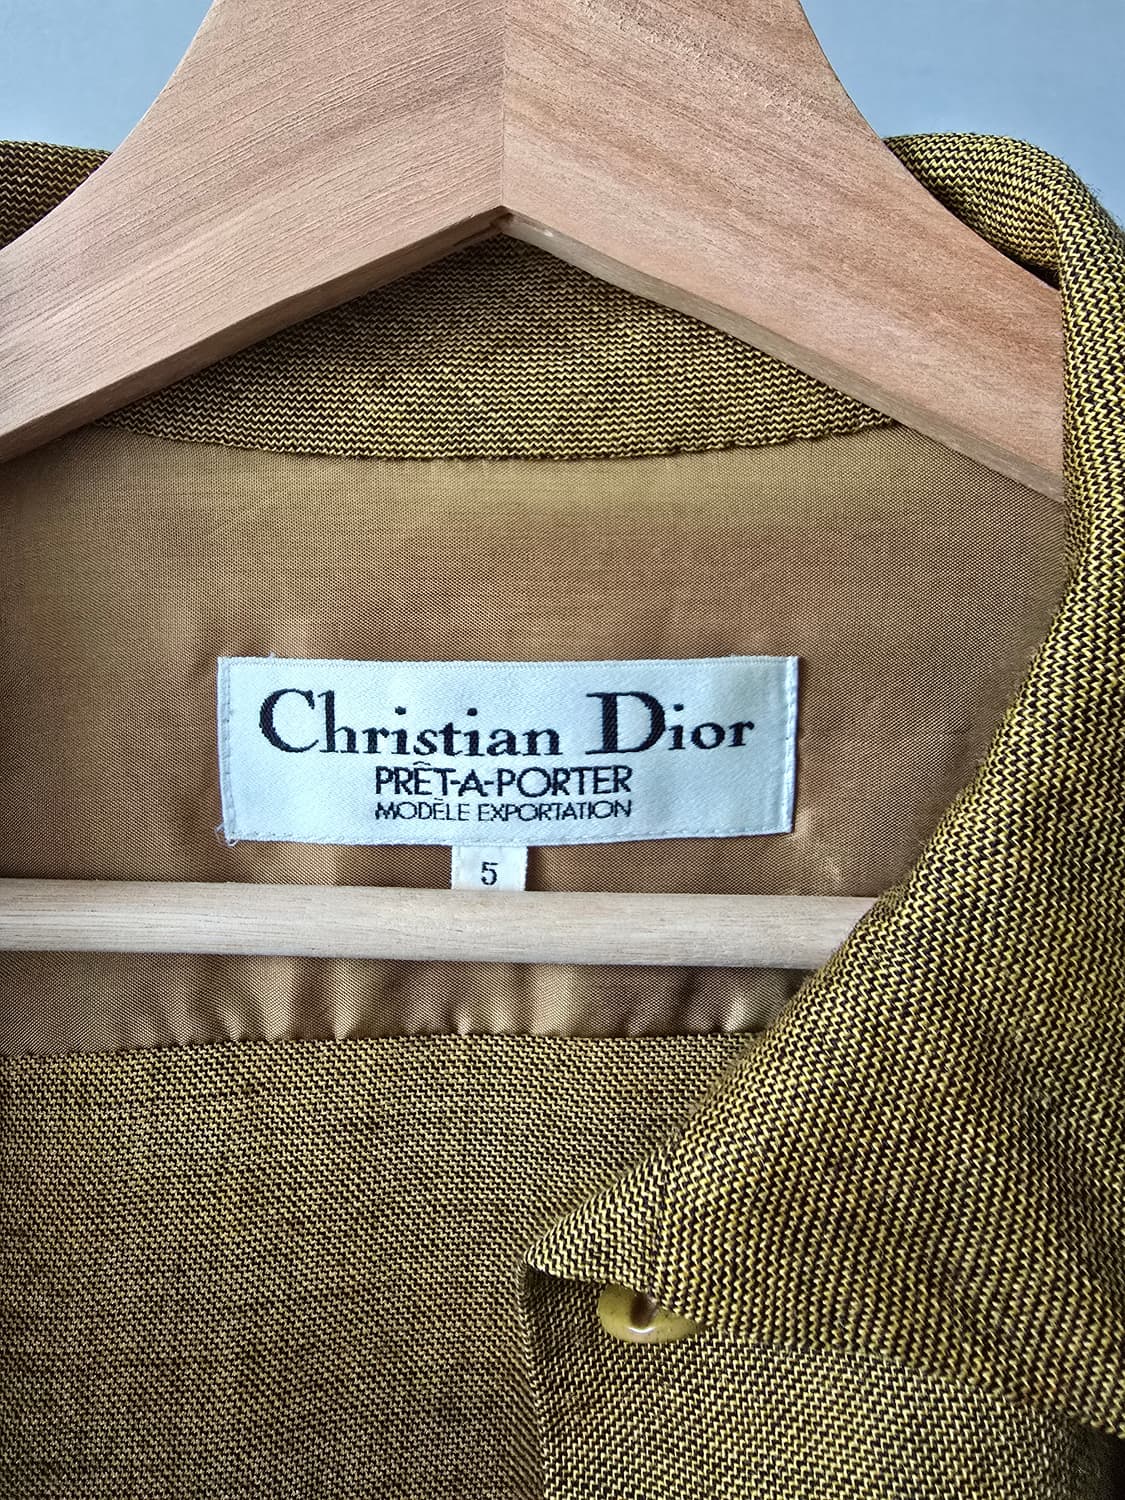 Christian Dior
PRÊT-A-PORTER
MODÈLE EXPORTATION
5